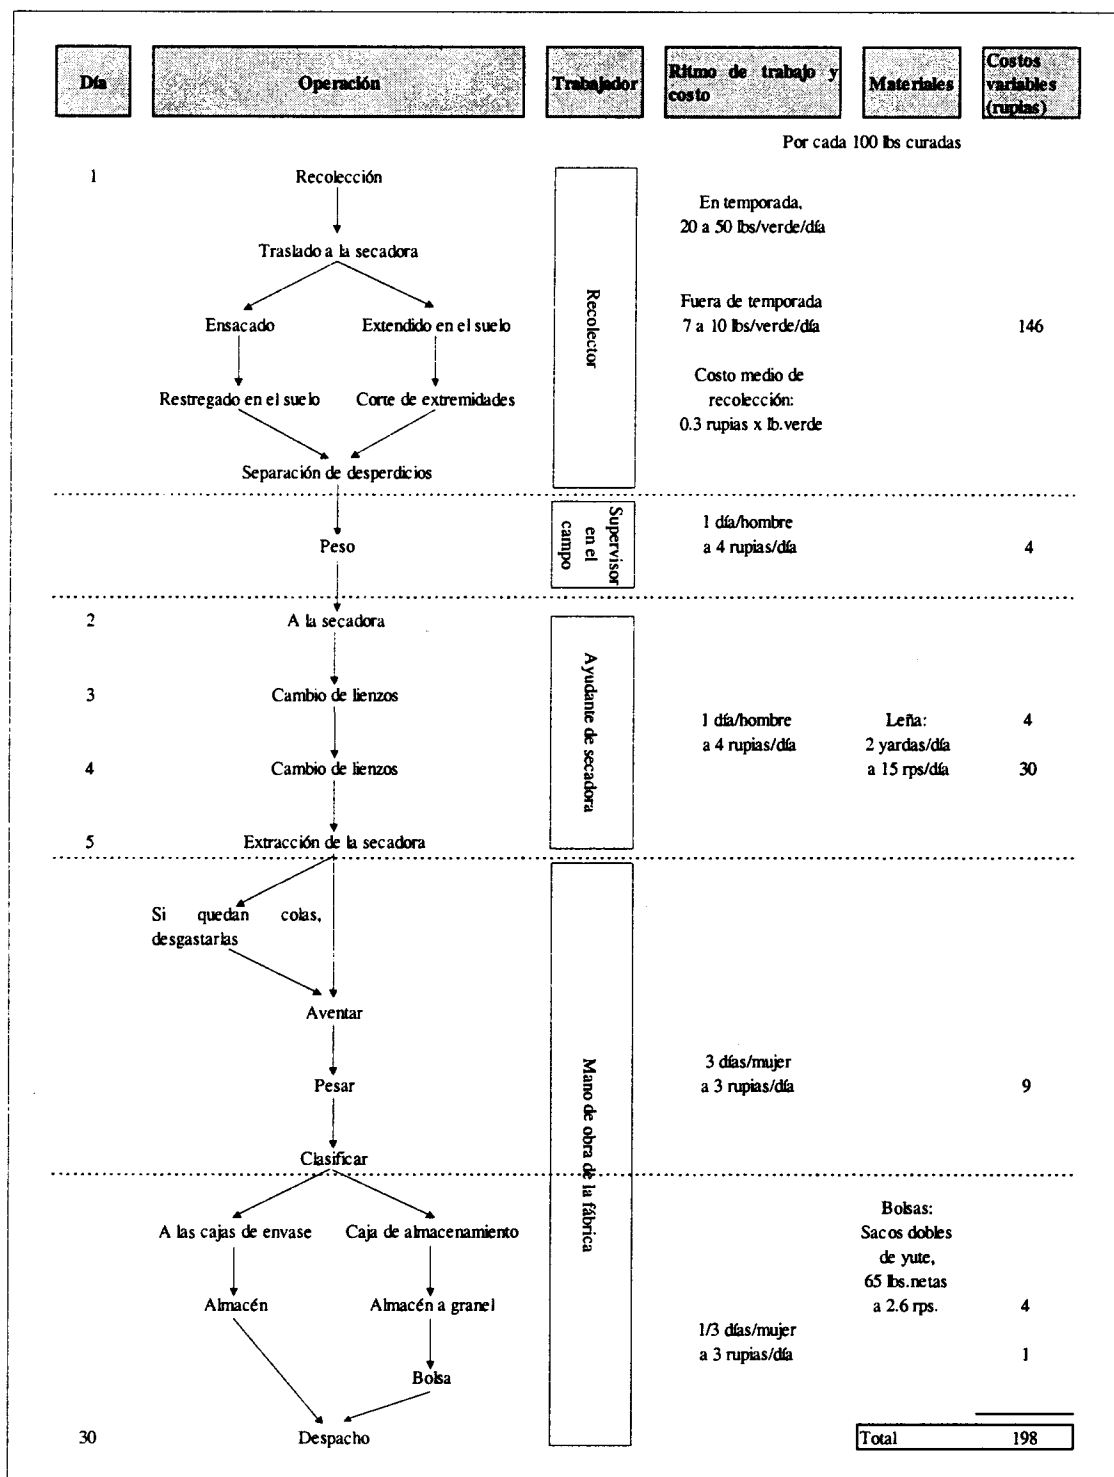 Día
Operación
Trabajador
Ritmo de trabajo y
costo
Materiales
Costos
variables
(rupias)
Por cada 100 lbs curadas
1
Recolección
Traslado a la secadora
Ensacado
Extendido en el suelo
Restregado en el suelo
Corte de extremidades
Separación de desperdicios
Recolector
En temporada,
20 a 50 lbs/verde/día
Fuera de temporada
7 a 10 lbs/verde/día
Costo medio de
recolección:
0.3 rupias x lb.verde
146
Peso
Supervisor
en el
campo
1 día/hombre
a 4 rupias/día
4
2
A la secadora
3
Cambio de lienzos
4
Cambio de lienzos
5
Extracción de la secadora
Ayudante de secadora
1 día/hombre
a 4 rupias/día
Leña:
2 yardas/día
a 15 rps/día
4
30
Si quedan colas,
desgastarlas
Aventar
Pesar
Clasificar
Mano de obra de la fábrica
3 días/mujer
a 3 rupias/día
9
A las cajas de envase
Caja de almacenamiento
Almacén
Almacén a granel
Bolsa
1/3 días/mujer
a 3 rupias/día
Bolsas:
Sacos dobles
de yute,
65 lbs.netas
a 2.6 rps.
4
1
30
Despacho
Total
198